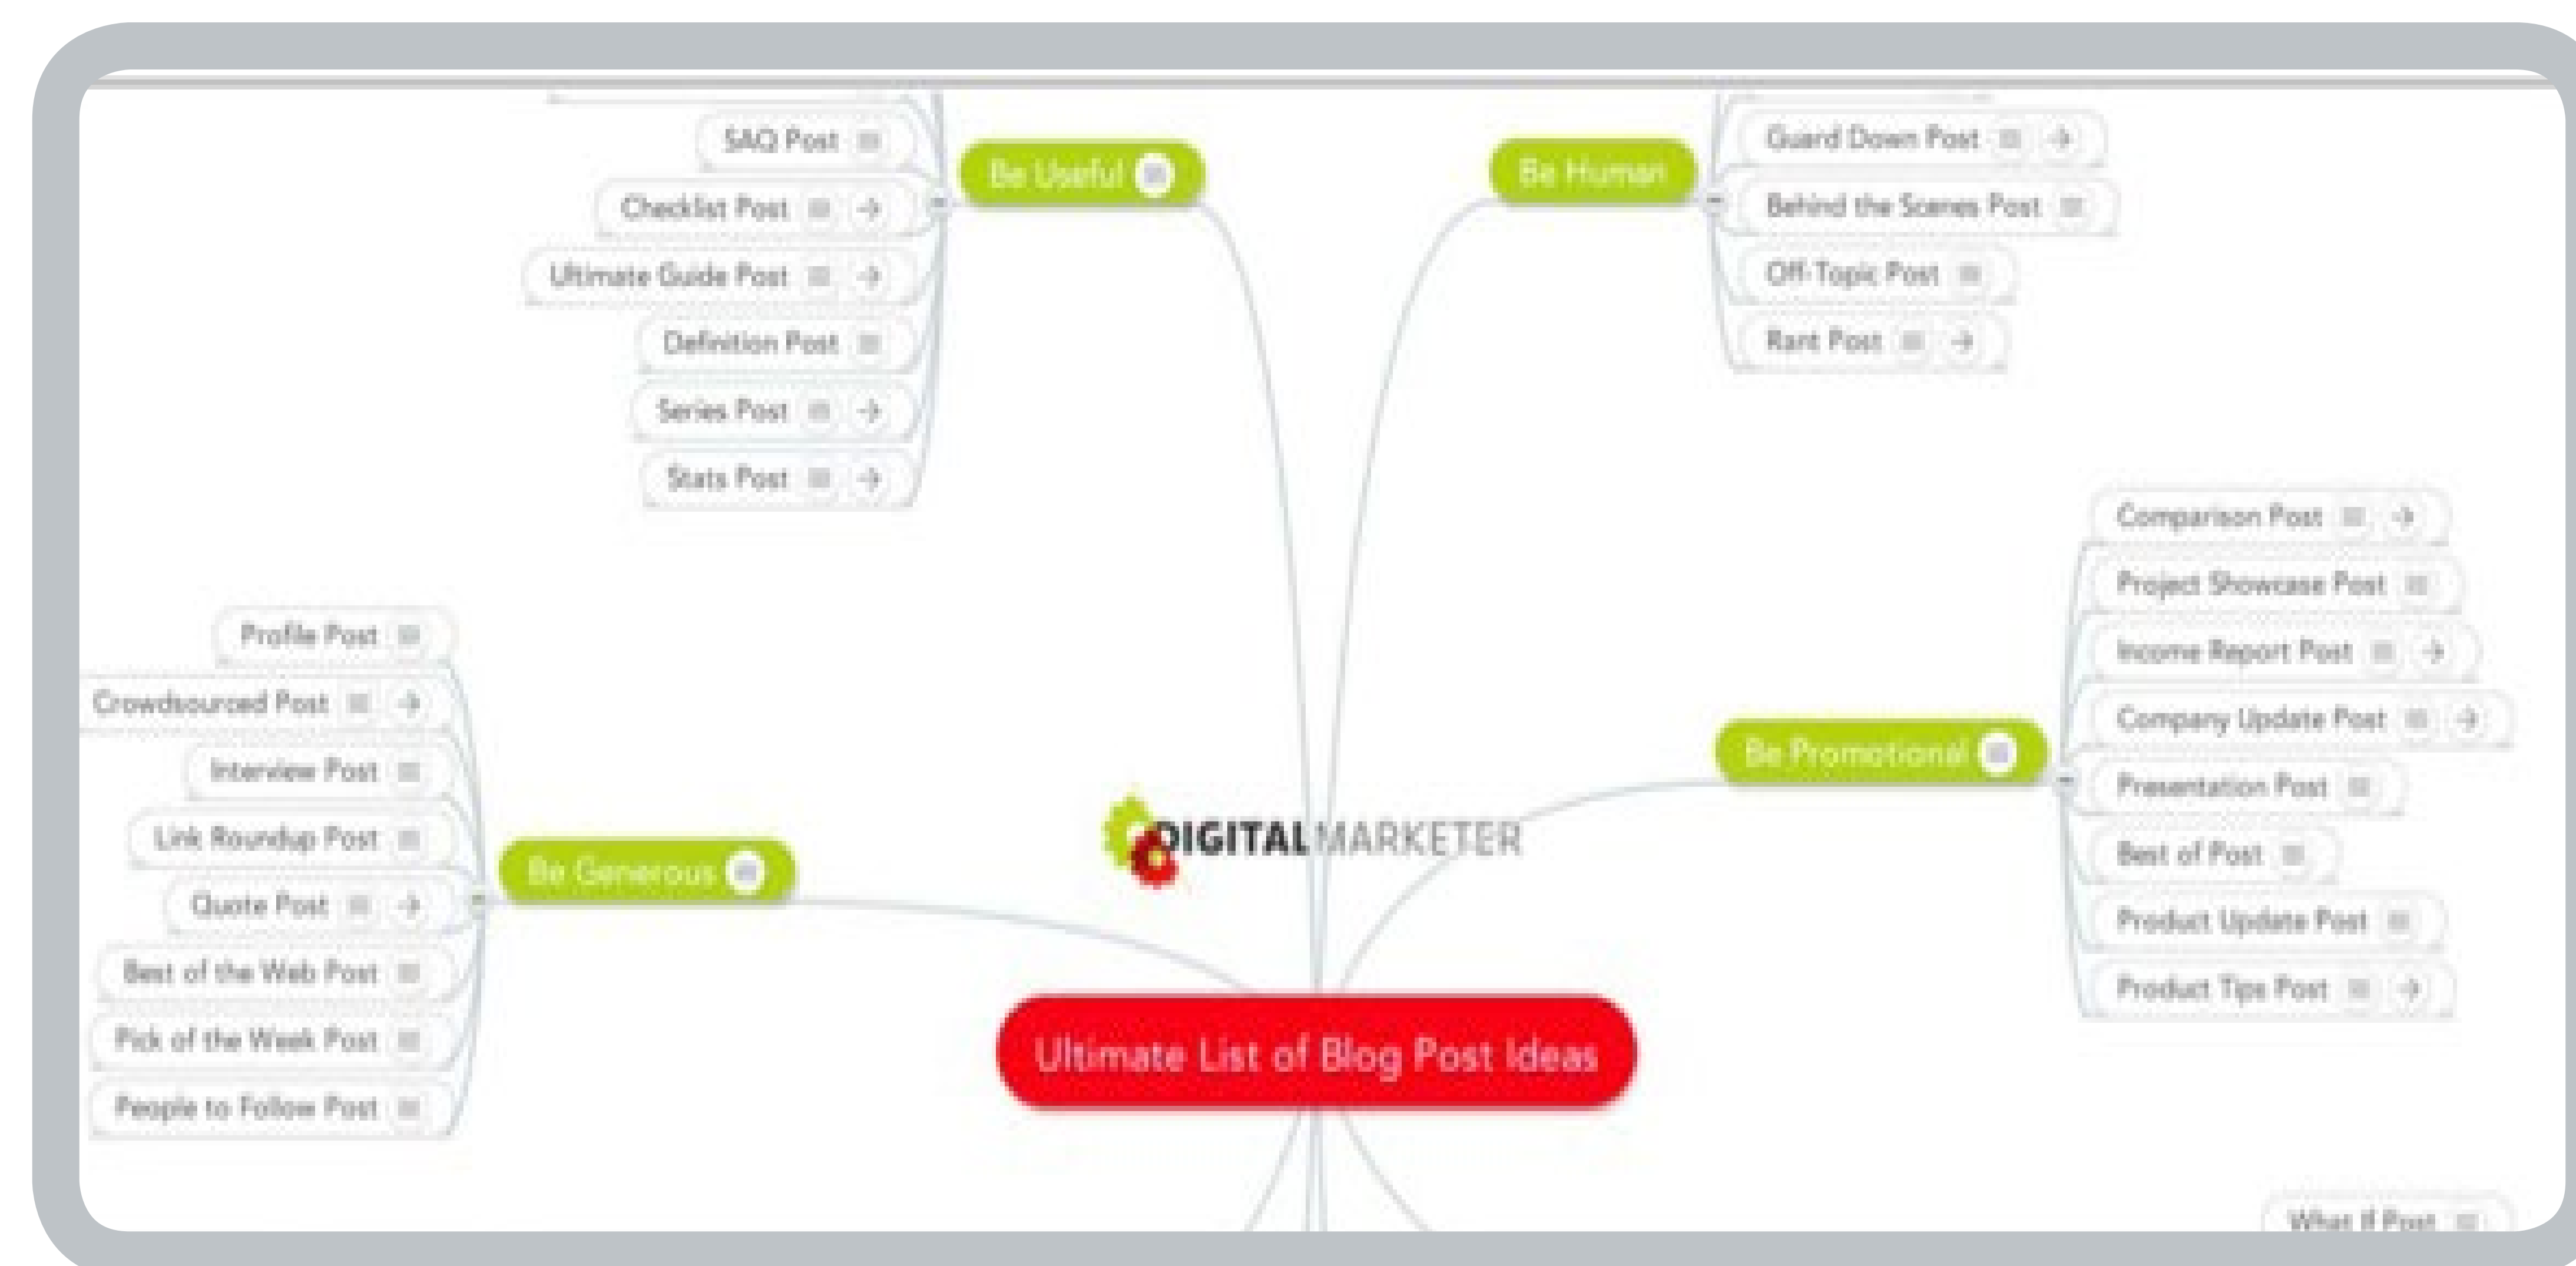 SAQ Post
Checklist Post
Ultimate Guide Post
Definition Post
Series Post
Stats Post
Be Useful
Be Human
Guard Down Post
Behind the Scenes Post
Off-Topic Post
Rant Post
Profile Post
Crowdsourced Post
Interview Post
Link Roundup Post
Quote Post
Best of the Web Post
Pick of the Week Post
People to Follow Post
Be Generous
DIGITALMARKETER
Be Promotional
Comparison Post
Project Showcase Post
Income Report Post
Company Update Post
Presentation Post
Best of Post
Product Update Post
Product Tips Post
Ultimate List of Blog Post Ideas
What If Post